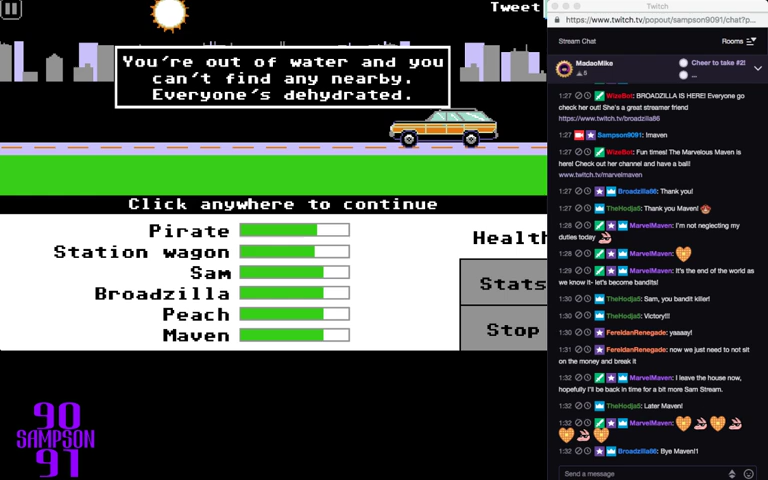 Tweet
You're out of water and you
can't find any nearby.
Everyone's dehydrated.
Click anywhere to continue
Pirate
Station wagon
Sam
Broadzilla
Peach
Maven
Health
Stats
Stop
90
SAMPSON
91
Twitch
https://www.twitch.tv/popout/sampson9091/chat?p...
Stream Chat
Rooms
MadaoMike
Cheer to take #2!
...
1:27 WizeBot: BROADZILLA IS HERE! Everyone go
check her out! She's a great streamer friend
https://www.twitch.tv/broadzilla86
1:27 Sampson9091: !maven
1:27 WizeBot: Fun times! The Marvelous Maven is
here! Check out her channel and have a ball!
www.twitch.tv/marvelmaven
1:27 Broadzilla86: Thank you!
1:27 TheHodja5: Thank you Maven!
1:28 MarvelMaven: I'm not neglecting my
duties today
1:28 MarvelMaven:
1:29 MarvelMaven: It's the end of the world as
we know it- let's become bandits!
1:30 TheHodja5: Sam, you bandit killer!
1:30 TheHodja5: Victory!!!
1:30 FereldanRenegade: yaaaay!
1:31 FereldanRenegade: now we just need to not sit
on the money and break it
1:32 MarvelMaven: I leave the house now,
hopefully I'll be back in time for a bit more Sam Stream.
1:32 TheHodja5: Later Maven!
1:32 MarvelMaven:
1:32 Broadzilla86: Bye Maven!1
Send a message